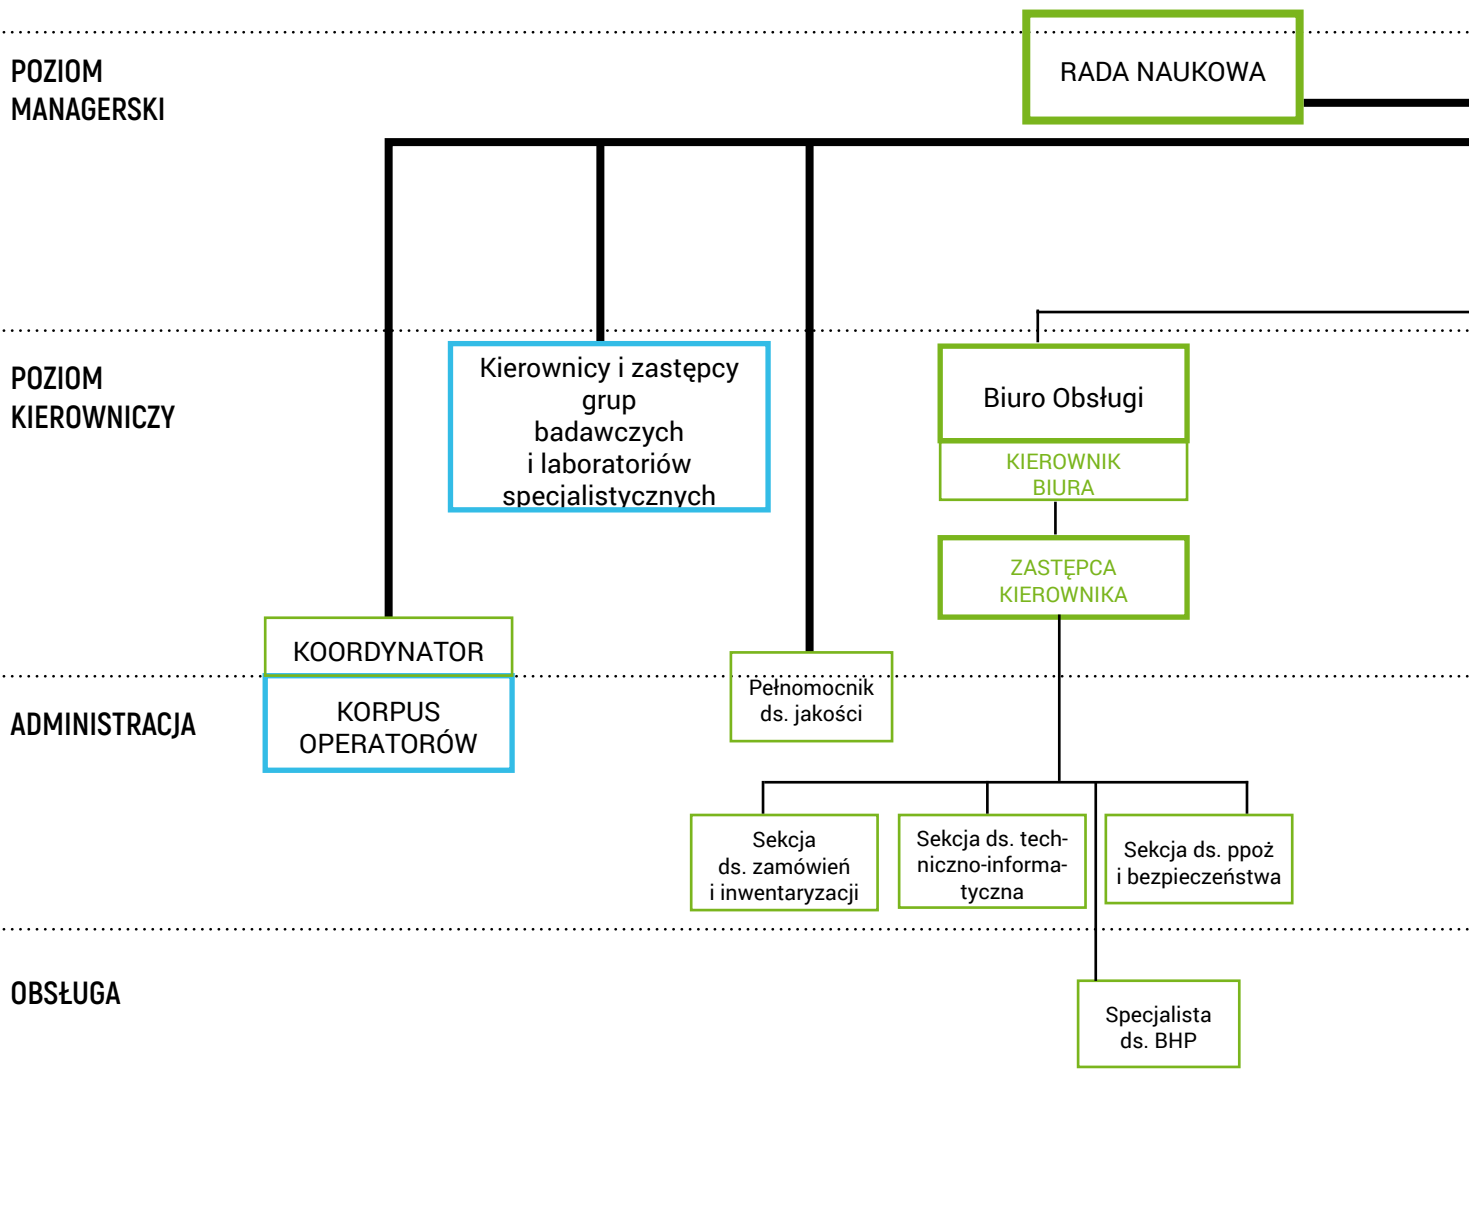 POZIOM
MANAGERSKI
RADA NAUKOWA
POZIOM
KIEROWNICZY
Kierownicy i zastępcy
grup
badawczych
i laboratoriów
specjalistycznych
Biuro Obsługi
KIEROWNIK
BIURA
ZASTĘPCA
KIEROWNIKA
KOORDYNATOR
ADMINISTRACJA
KORPUS
OPERATORÓW
Pełnomocnik
ds. jakości
Sekcja
ds. zamówień
i inwentaryzacji
Sekcja ds. tech-
niczno-informa-
tyczna
Sekcja ds. ppoż
i bezpieczeństwa
OBSŁUGA
Specjalista
ds. BHP